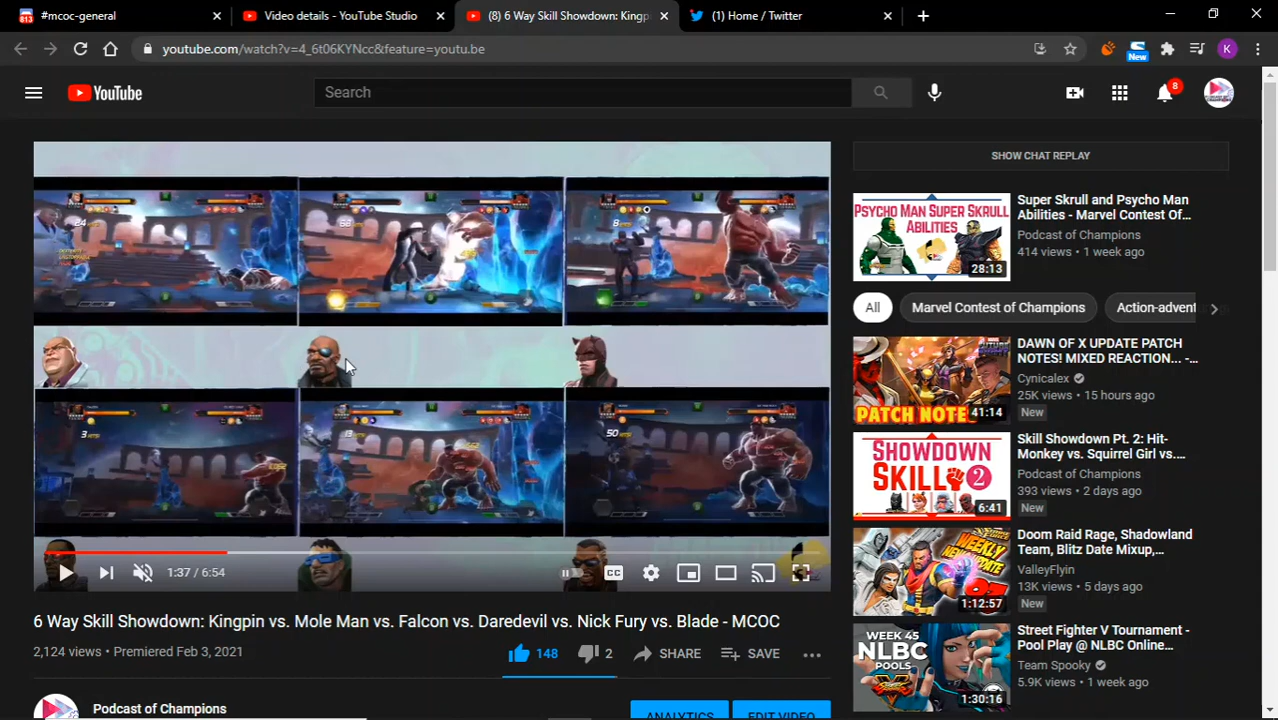 813
#mcoc-general
Video details - YouTube Studio
(8) 6 Way Skill Showdown: Kingp
(1) Home / Twitter
youtube.com/watch?v=4_6t06KYNcc&feature=youtu.be
New
K
YouTube
Search
8
SHOW CHAT REPLAY
PSYCHO MAN SUPER SKRULL
ABILITIES
28:13
Super Skrull and Psycho Man
Abilities - Marvel Contest Of...
Podcast of Champions
414 views • 1 week ago
All
Marvel Contest of Champions
Action-advent
PATCH NOTE
41:14
DAWN OF X UPDATE PATCH
NOTES! MIXED REACTION... -...
Cynicalex
25K views • 15 hours ago
New
SHOWDOWN
SKILL 2
6:41
Skill Showdown Pt. 2: Hit-
Monkey vs. Squirrel Girl vs....
Podcast of Champions
393 views • 2 days ago
New
WEEKLY
1:12:57
Doom Raid Rage, Shadowland
Team, Blitz Date Mixup,...
ValleyFlyin
13K views • 5 days ago
New
WEEK 45
NLBC
POOLS
1:30:16
Street Fighter V Tournament -
Pool Play @ NLBC Online...
Team Spooky
5.9K views • 1 week ago
1:37 / 6:54
CC
6 Way Skill Showdown: Kingpin vs. Mole Man vs. Falcon vs. Daredevil vs. Nick Fury vs. Blade - MCOC
2,124 views • Premiered Feb 3, 2021
148
2
SHARE
SAVE
Podcast of Champions
ANALYTICS
EDIT VIDEO